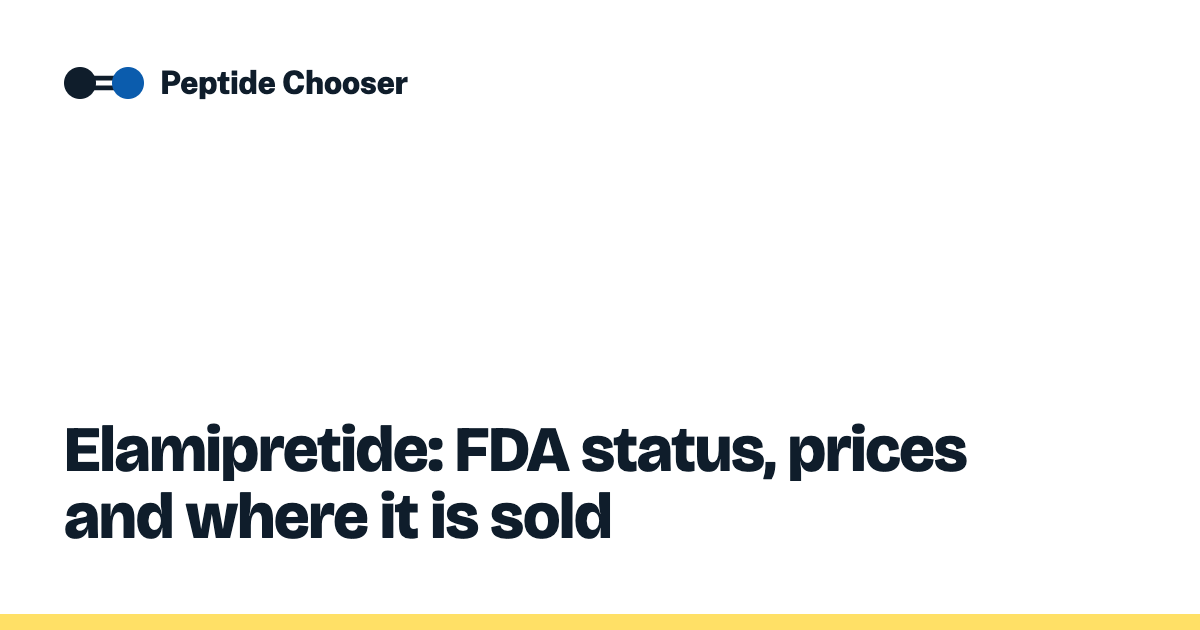 Peptide Chooser
Elamipretide: FDA status, prices
and where it is sold